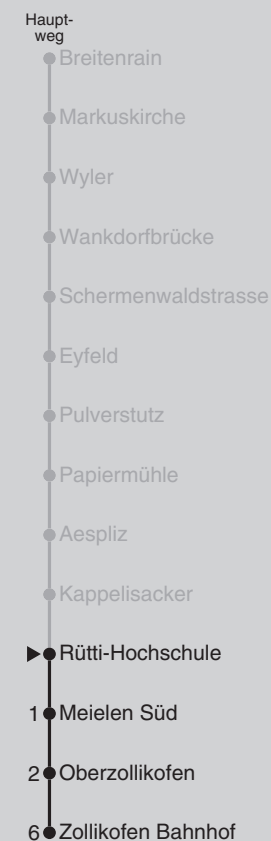 Haupt-
weg
Breitenrain
Markuskirche
Wyler
Wankdorfbrücke
Schermenwaldstrasse
Eyfeld
Pulverstutz
Papiermühle
Aespliz
Kappelisacker
Rütti-Hochschule
1 Meielen Süd
2 Oberzollikofen
6 Zollikofen Bahnhof